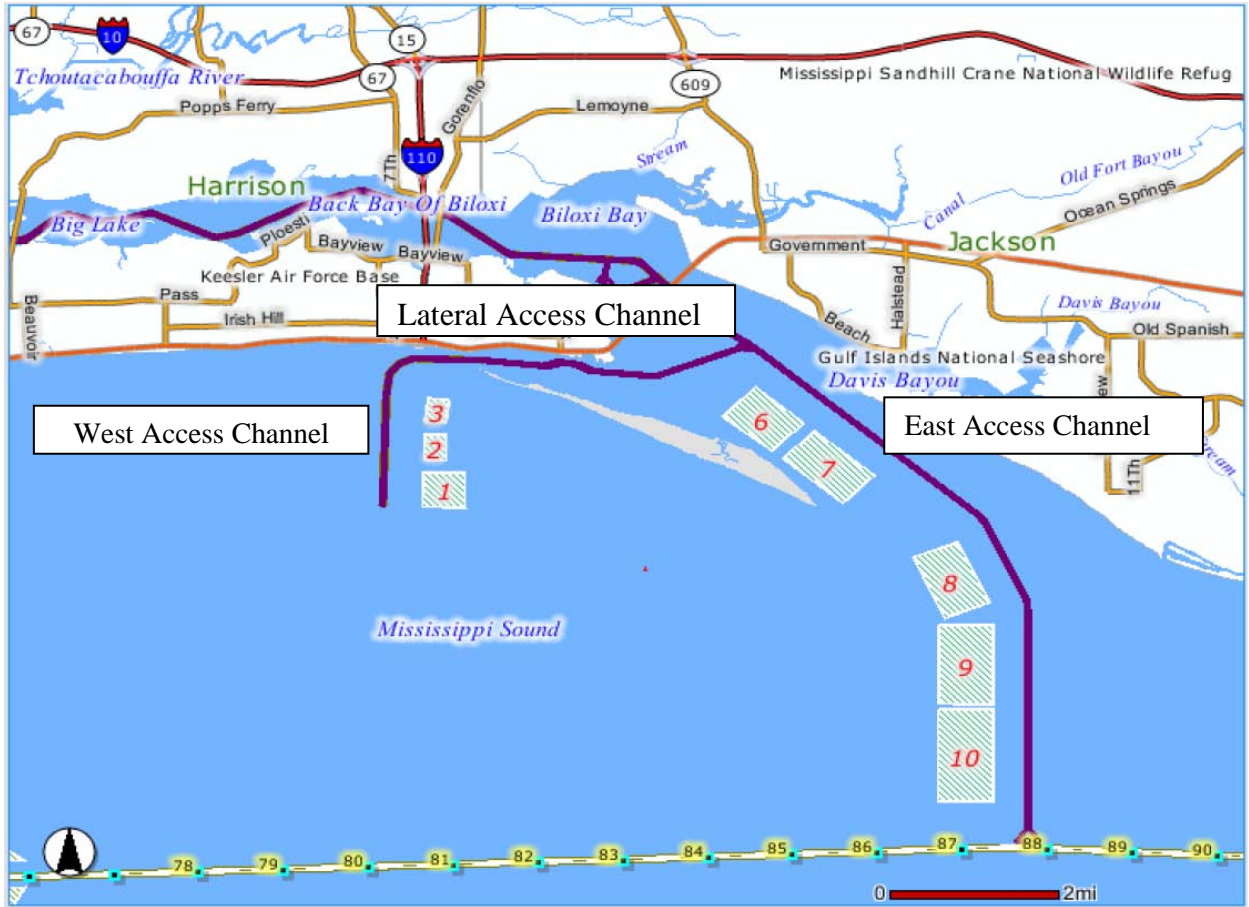 67
10
15
Tchoutacabouffa River
67
609
Mississippi Sandhill Crane National Wildlife Refug
Popps Ferry
Gorenflo
Lemoyne
110
7Th
Stream
Old Fort Bayou
Harrison
Back Bay Of Biloxi
Biloxi Bay
Canal
Ocean Springs
Big Lake
Ploesti
Bayview
Bayview
Government
Jackson
Keesler Air Force Base
Pass
Beauvoir
Irish Hill
Lateral Access Channel
Halstead
Beach
Davis Bayou
Old Spanish
Gulf Islands National Seashore
Davis Bayou
West Access Channel
East Access Channel
ew
ream
11Th
3
2
1
6
7
8
9
10
Mississippi Sound
78
79
80
81
82
83
84
85
86
87
88
89
90
0
2mi